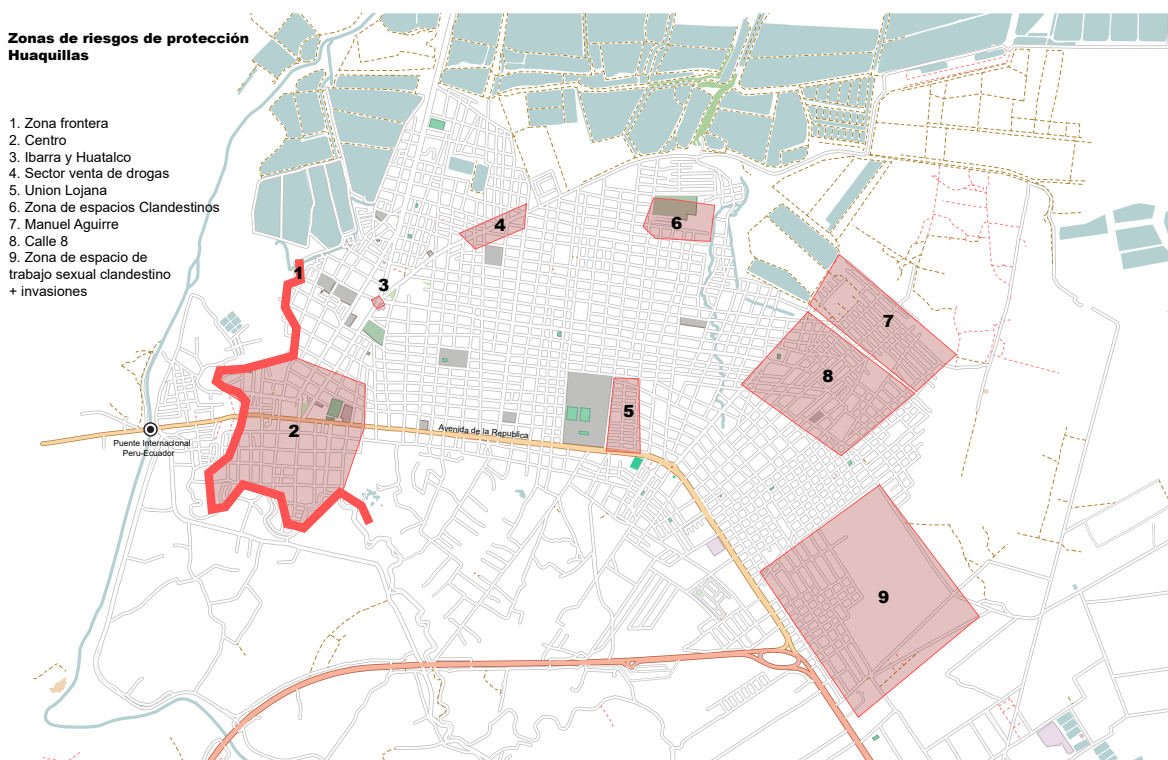 Zonas de riesgos de protección
Huaquillas
1. Zona frontera
2. Centro
3. Ibarra y Huatalco
4. Sector venta de drogas
5. Union Lojana
6. Zona de espacios Clandestinos
7. Manuel Aguirre
8. Calle 8
9. Zona de espacio de
trabajo sexual clandestino
+ invasiones
4
6
1
3
7
8
5
2
Avenida de la Republica
Puente Internacional
Peru-Ecuador
9